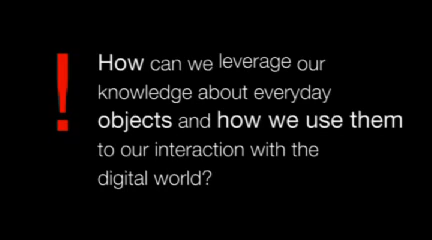 ! How can we leverage our
knowledge about everyday
objects and how we use them
to our interaction with the
digital world?